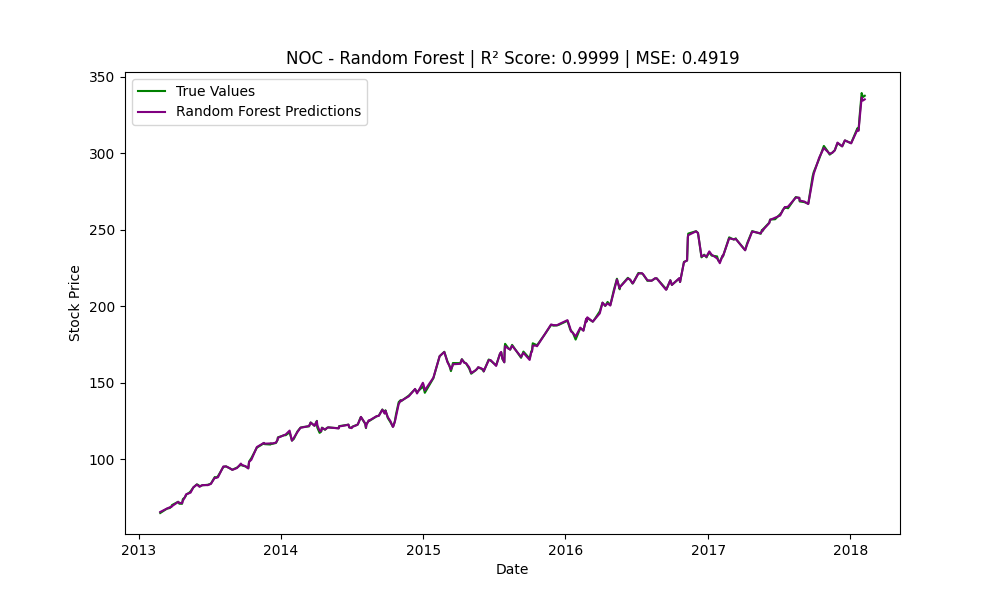 NOC - Random Forest | R² Score: 0.9999 | MSE: 0.4919
True Values
Random Forest Predictions
Stock Price
350
300
250
200
150
100
2013 2014 2015 2016 2017 2018
Date